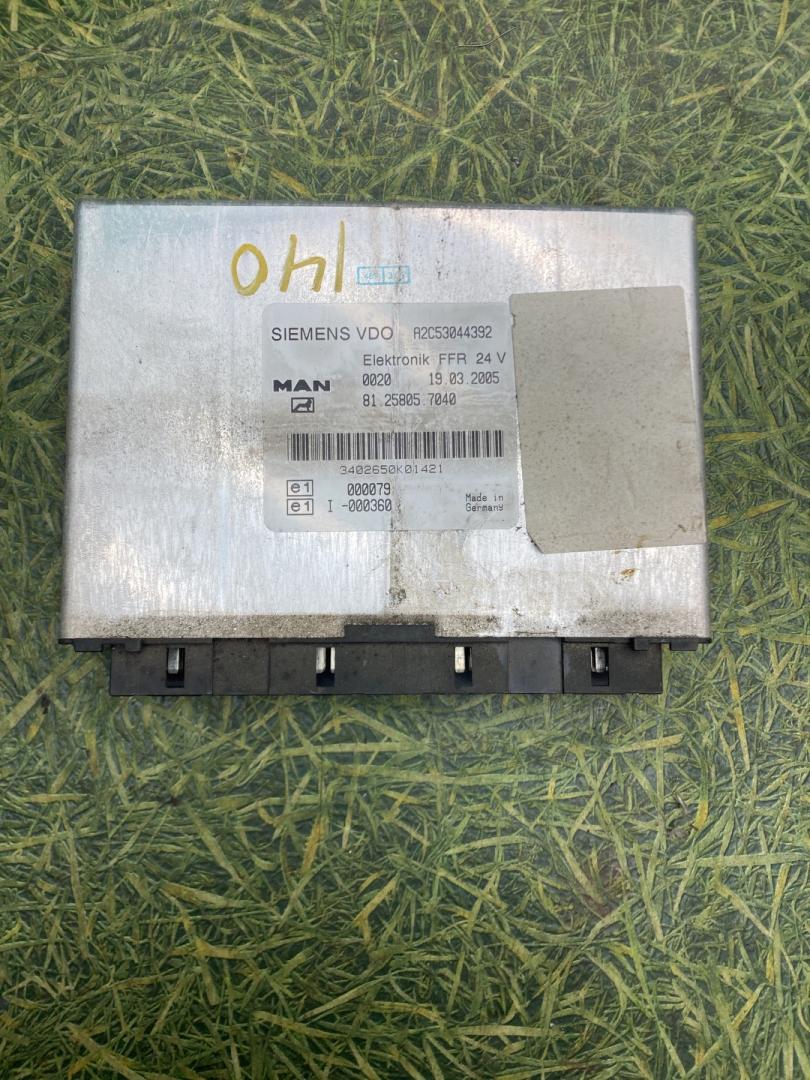 140
SIEMENS VDO A2C53044392
Elektronik FFR 24 V
MAN 0020 19.03.2005
81.25805.7040
3402650K01421
e1 000079
e1 I -000360
Made in
Germany